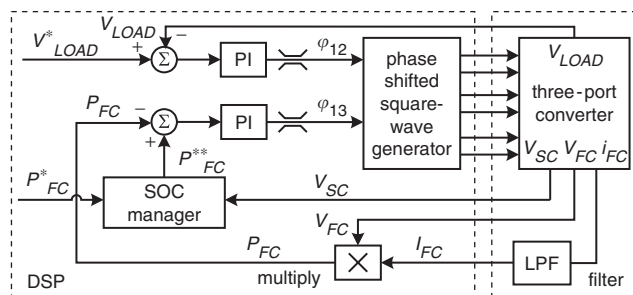 V_LOAD
V*_LOAD
+
−
Σ
PI
φ12
phase
shifted
square-
wave
generator
V_LOAD
three-port
converter
V_SC V_FC i_FC
P_FC
−
Σ
+
PI
φ13
P**_FC
P*_FC
SOC
manager
V_SC
V_FC
P_FC
×
I_FC
LPF
DSP
multiply
filter